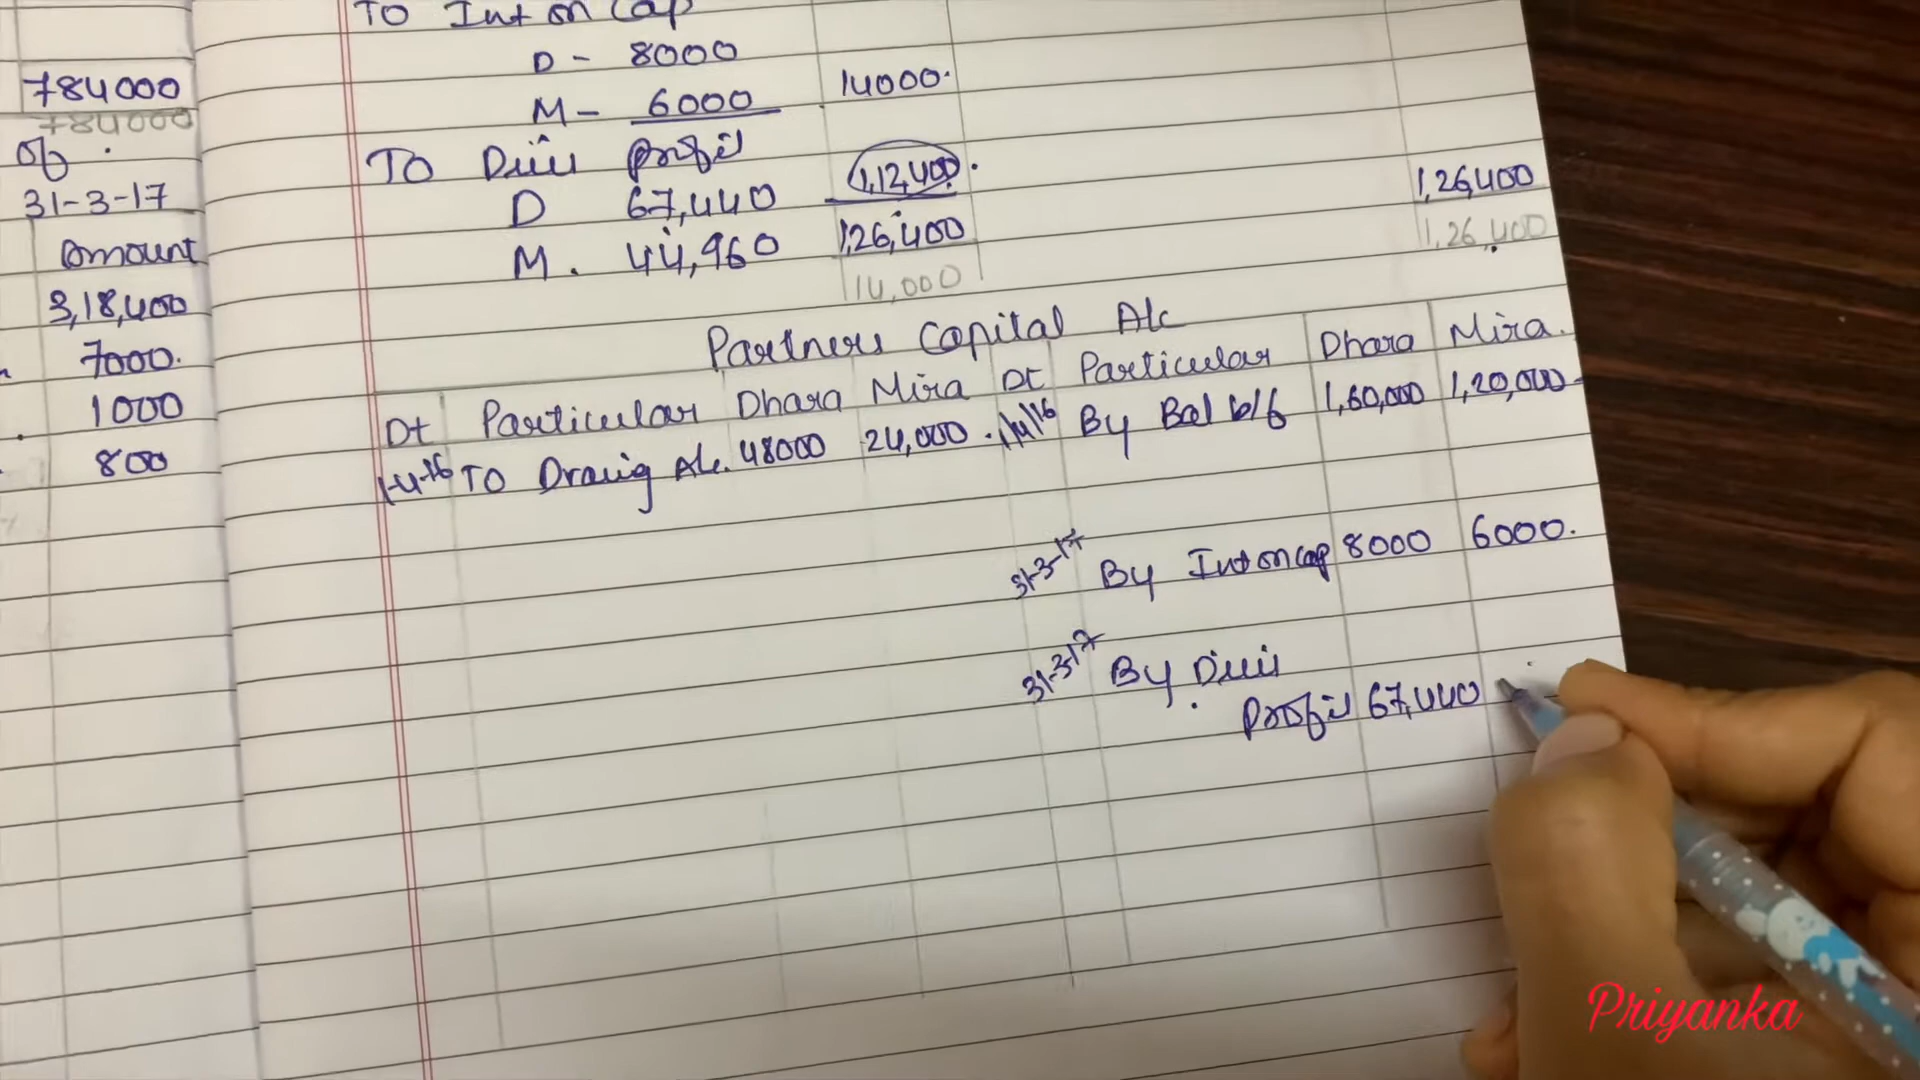 784000
784000
31-3-17
Amount
3,18,400
7000.
1000
800
TO Int on Cap
D - 8000
M - 6000 14000.
TO Divi Profit 1,12,400.
D 67,440
M. 44,960 1,26,400 1,26,400
14,000 1,26,400
Partners Capital A/c
Dt Particular Dhara Mira Dt Particular Dhara Mira.
1-4-16 TO Drawig A/c. 48000 24,000. 1/4/16 By Bal b/f 1,60,000 1,20,000
31-3-17 By Int on cap 8000 6000.
31-3-17 By Divi
Profit 67,440
Priyanka